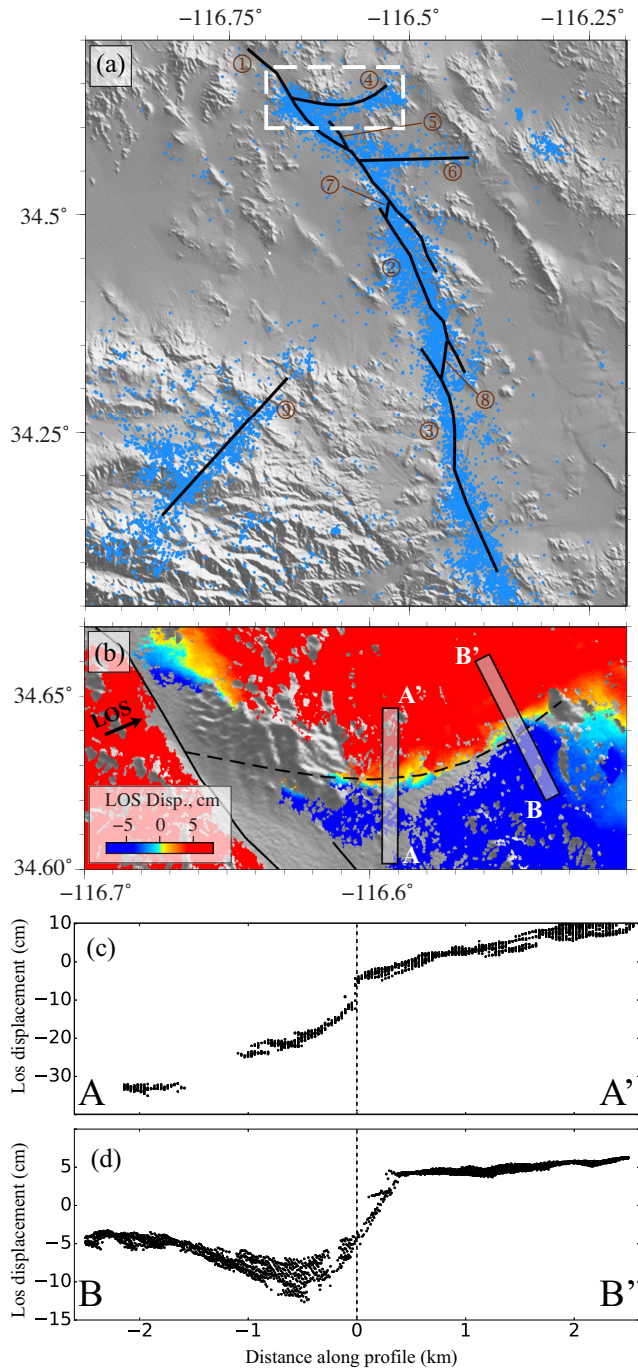 −116.75 −116.5 −116.25
(a)
①
④
⑤
⑥
⑦
34.5°
②
⑧
⑨
③
34.25°
(b)
B'
A'
34.65°
LOS
LOS Disp., cm
−5 0 5
B
A
34.60°
−116.7 −116.6
10
(c)
0
−10
−20
−30
Los displacement (cm)
A A'
(d)
5
0
−5
−10
−15
Los displacement (cm)
B B'
−2 −1 0 1 2
Distance along profile (km)